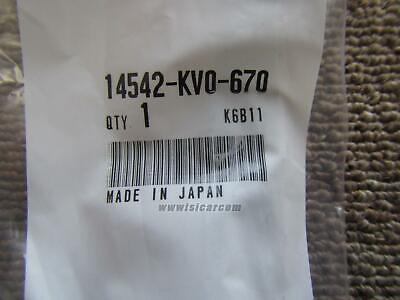 14542-KV0-670
QTY 1 K6B11
MADE IN JAPAN
wwwisicarcom